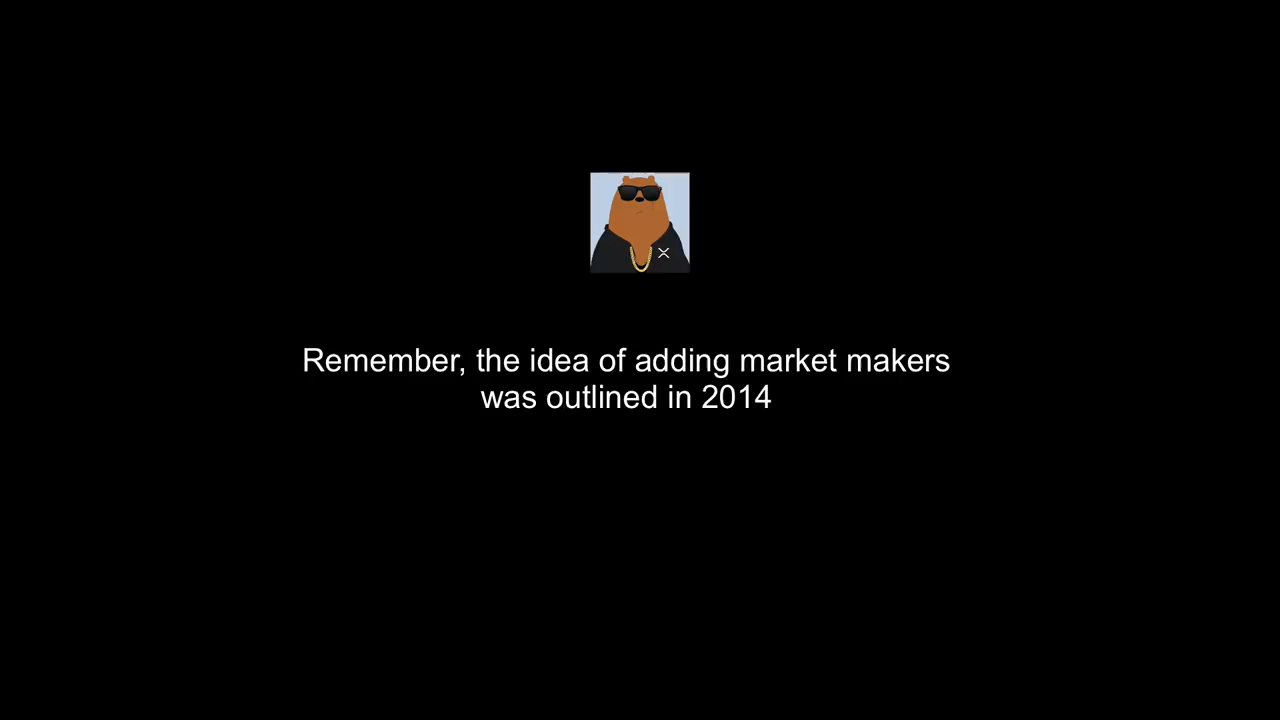 Remember, the idea of adding market makers
was outlined in 2014